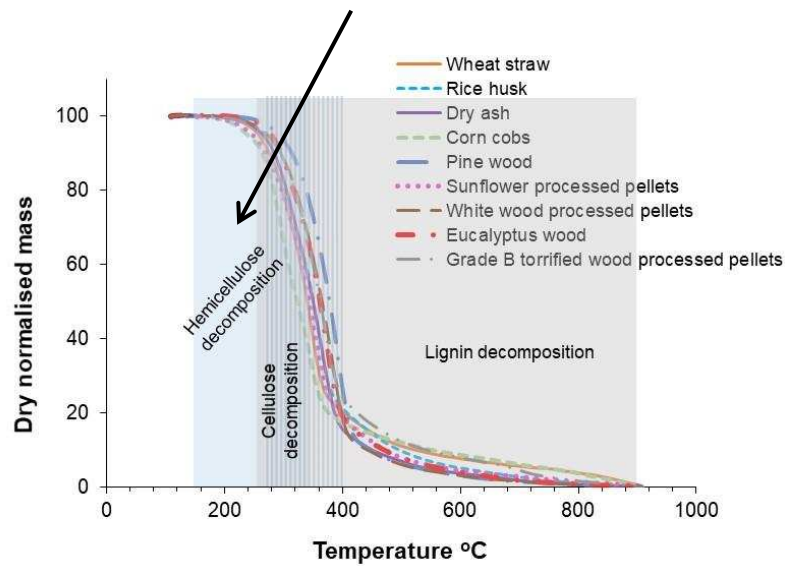 Wheat straw
Rice husk
Dry ash
Corn cobs
Pine wood
Sunflower processed pellets
White wood processed pellets
Eucalyptus wood
Grade B torrified wood processed pellets
100
80
60
40
20
0
Dry normalised mass
Hemicellulose
decomposition
Cellulose
decomposition
Lignin decomposition
0
200
400
600
800
1000
Temperature ºC